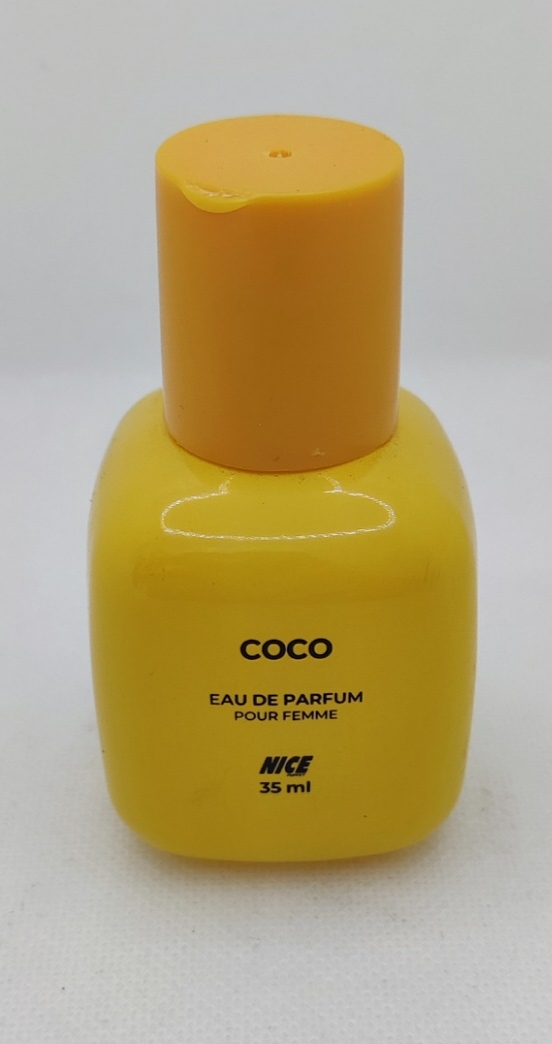 COCO
EAU DE PARFUM
POUR FEMME
NICE
35 ml